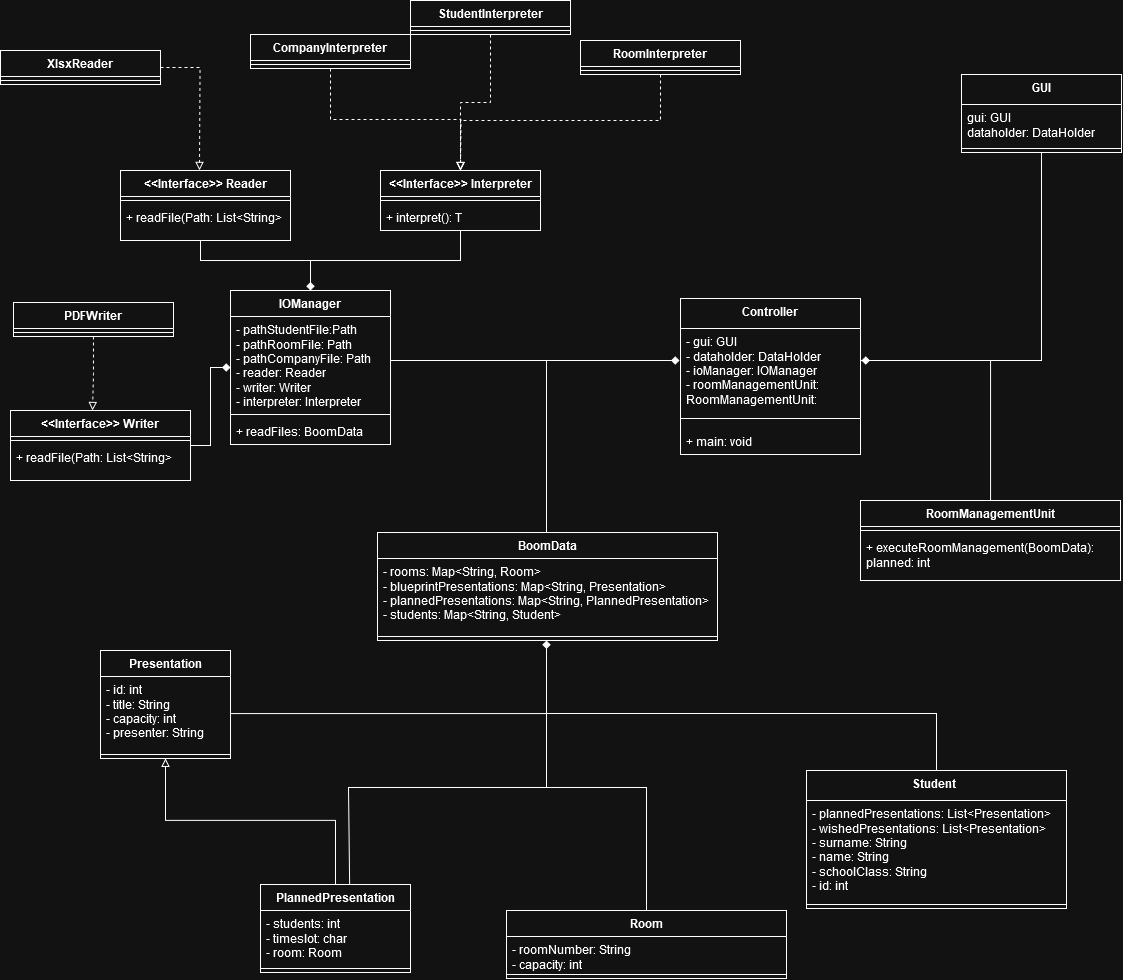 StudentInterpreter
CompanyInterpreter
RoomInterpreter
XlsxReader
GUI
gui: GUI
dataholder: DataHolder
<<Interface>> Reader
+ readFile(Path: List<String>
<<Interface>> Interpreter
+ interpret(): T
PDFWriter
<<Interface>> Writer
+ readFile(Path: List<String>
IOManager
- pathStudentFile:Path
- pathRoomFile: Path
- pathCompanyFile: Path
- reader: Reader
- writer: Writer
- interpreter: Interpreter
+ readFiles: BoomData
Controller
- gui: GUI
- dataholder: DataHolder
- ioManager: IOManager
- roomManagementUnit:
RoomManagementUnit:
+ main: void
RoomManagementUnit
+ executeRoomManagement(BoomData):
planned: int
BoomData
- rooms: Map<String, Room>
- blueprintPresentations: Map<String, Presentation>
- plannedPresentations: Map<String, PlannedPresentation>
- students: Map<String, Student>
Presentation
- id: int
- title: String
- capacity: int
- presenter: String
Student
- plannedPresentations: List<Presentation>
- wishedPresentations: List<Presentation>
- surname: String
- name: String
- schoolClass: String
- id: int
PlannedPresentation
- students: int
- timeslot: char
- room: Room
Room
- roomNumber: String
- capacity: int